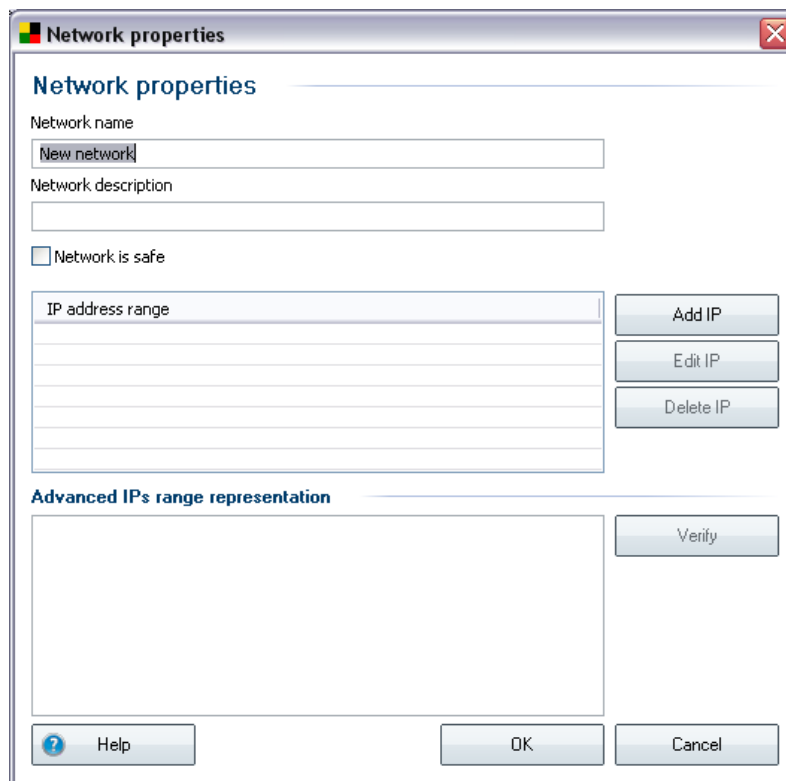 Network properties
Network properties
Network name
New network
Network description
Network is safe
IP address range
Add IP
Edit IP
Delete IP
Advanced IPs range representation
Verify
? Help
OK
Cancel